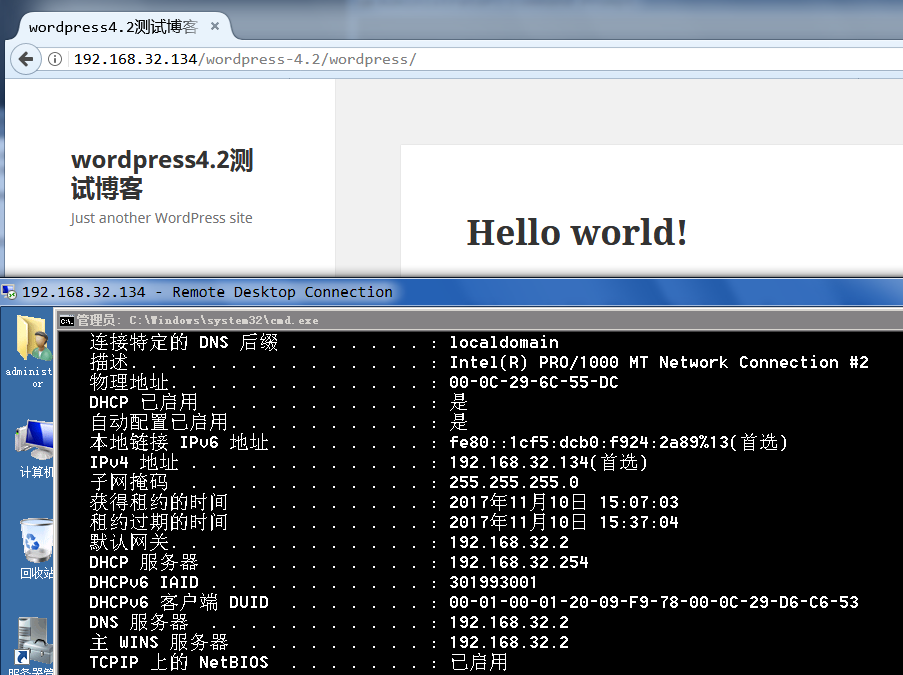 wordpress4.2测试博客
192.168.32.134/wordpress-4.2/wordpress/
wordpress4.2测
试博客
Just another WordPress site
Hello world!
192.168.32.134 - Remote Desktop Connection
管理员: C:\Windows\system32\cmd.exe
administ
or
计算机
回收站
连接特定的 DNS 后缀 . . . . . . . : localdomain
描述. . . . . . . . . . . . . . . : Intel(R) PRO/1000 MT Network Connection #2
物理地址. . . . . . . . . . . . . : 00-0C-29-6C-55-DC
DHCP 已启用 . . . . . . . . . . . : 是
自动配置已启用. . . . . . . . . . : 是
本地链接 IPv6 地址. . . . . . . . : fe80::1cf5:dcb0:f924:2a89%13(首选)
IPv4 地址 . . . . . . . . . . . . : 192.168.32.134(首选)
子网掩码  . . . . . . . . . . . . : 255.255.255.0
获得租约的时间  . . . . . . . . . : 2017年11月10日 15:07:03
租约过期的时间  . . . . . . . . . : 2017年11月10日 15:37:04
默认网关. . . . . . . . . . . . . : 192.168.32.2
DHCP 服务器 . . . . . . . . . . . : 192.168.32.254
DHCPv6 IAID . . . . . . . . . . . : 301993001
DHCPv6 客户端 DUID  . . . . . . . : 00-01-00-01-20-09-F9-78-00-0C-29-D6-C6-53
DNS 服务器  . . . . . . . . . . . : 192.168.32.2
主 WINS 服务器  . . . . . . . . . : 192.168.32.2
TCPIP 上的 NetBIOS  . . . . . . . : 已启用